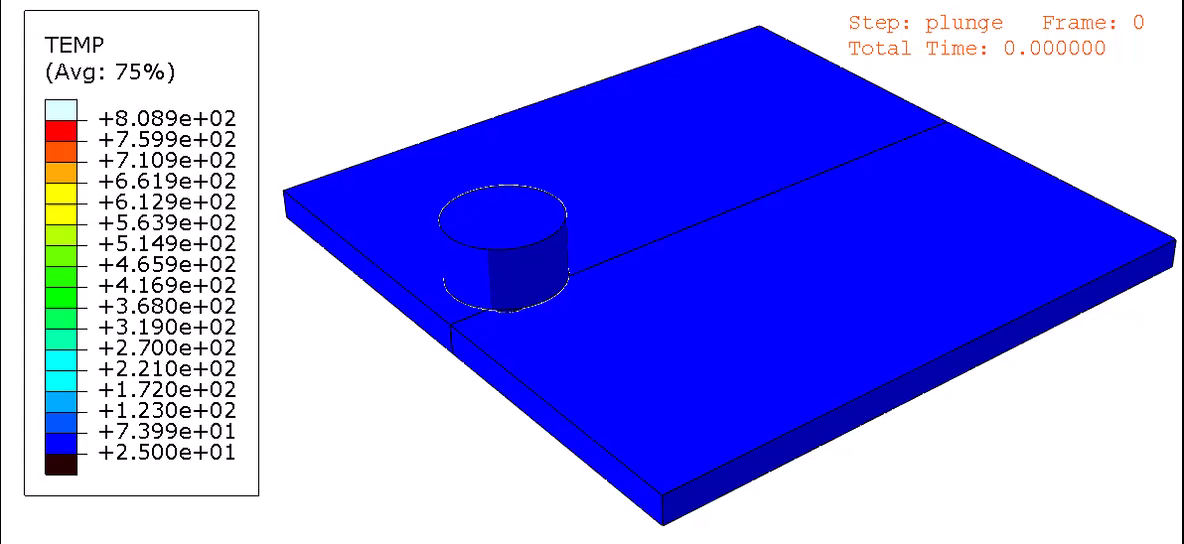 TEMP
(Avg: 75%)
+8.089e+02
+7.599e+02
+7.109e+02
+6.619e+02
+6.129e+02
+5.639e+02
+5.149e+02
+4.659e+02
+4.169e+02
+3.680e+02
+3.190e+02
+2.700e+02
+2.210e+02
+1.720e+02
+1.230e+02
+7.399e+01
+2.500e+01
Step: plunge Frame: 0
Total Time: 0.000000